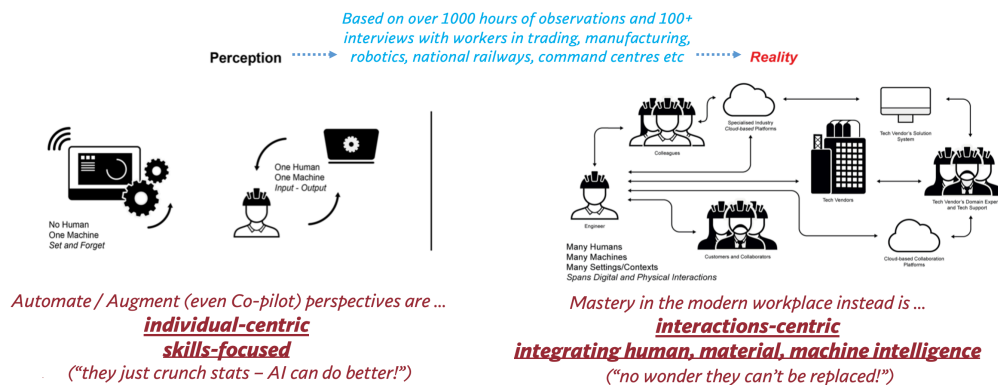 Based on over 1000 hours of observations and 100+
interviews with workers in trading, manufacturing,
robotics, national railways, command centres etc
Perception
Reality
No Human
One Machine
Set and Forget
One Human
One Machine
Input - Output
Colleagues
Specialised Industry
Cloud-based Platforms
Tech Vendor's Solution
System
Engineer
Tech Vendors
Tech Vendor's Domain Exper
and Tech Support
Customers and Collaborators
Cloud-based Collaboration
Platforms
Many Humans
Many Machines
Many Settings/Contexts
Spans Digital and Physical Interactions
Automate / Augment (even Co-pilot) perspectives are ...
individual-centric
skills-focused
("they just crunch stats – AI can do better!")
Mastery in the modern workplace instead is ...
interactions-centric
integrating human, material, machine intelligence
("no wonder they can't be replaced!")